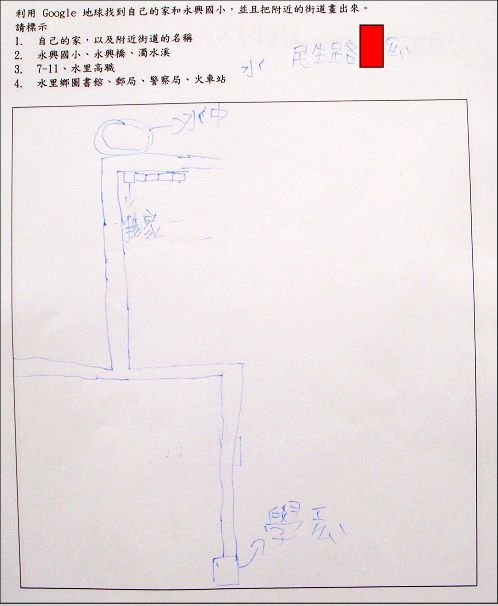 利用 Google 地球找到自己的家和永興國小，並且把附近的街道畫出來。
請標示
1. 自己的家，以及附近街道的名稱
2. 永興國小、永興橋、濁水溪
3. 7-11、水里高職
4. 水里鄉圖書館、郵局、警察局、火車站
水 民生路
水中
我家
學